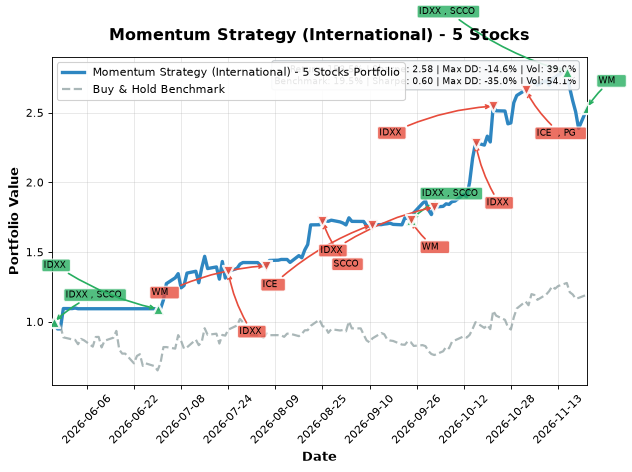 IDXX , SCCO
Momentum Strategy (International) - 5 Stocks
Momentum Strategy (International) - 5 Stocks Portfolio
Buy & Hold Benchmark
: 2.58 | Max DD: -14.6% | Vol: 39.0%
: 0.60 | Max DD: -35.0% | Vol: 54.1%
WM
IDXX
ICE , PG
IDXX , SCCO
IDXX
WM
IDXX
SCCO
IDXX
IDXX , SCCO
WM
ICE
IDXX
Portfolio Value
2.5
2.0
1.5
1.0
2026-06-06
2026-06-22
2026-07-08
2026-07-24
2026-08-09
2026-08-25
2026-09-10
2026-09-26
2026-10-12
2026-10-28
2026-11-13
Date